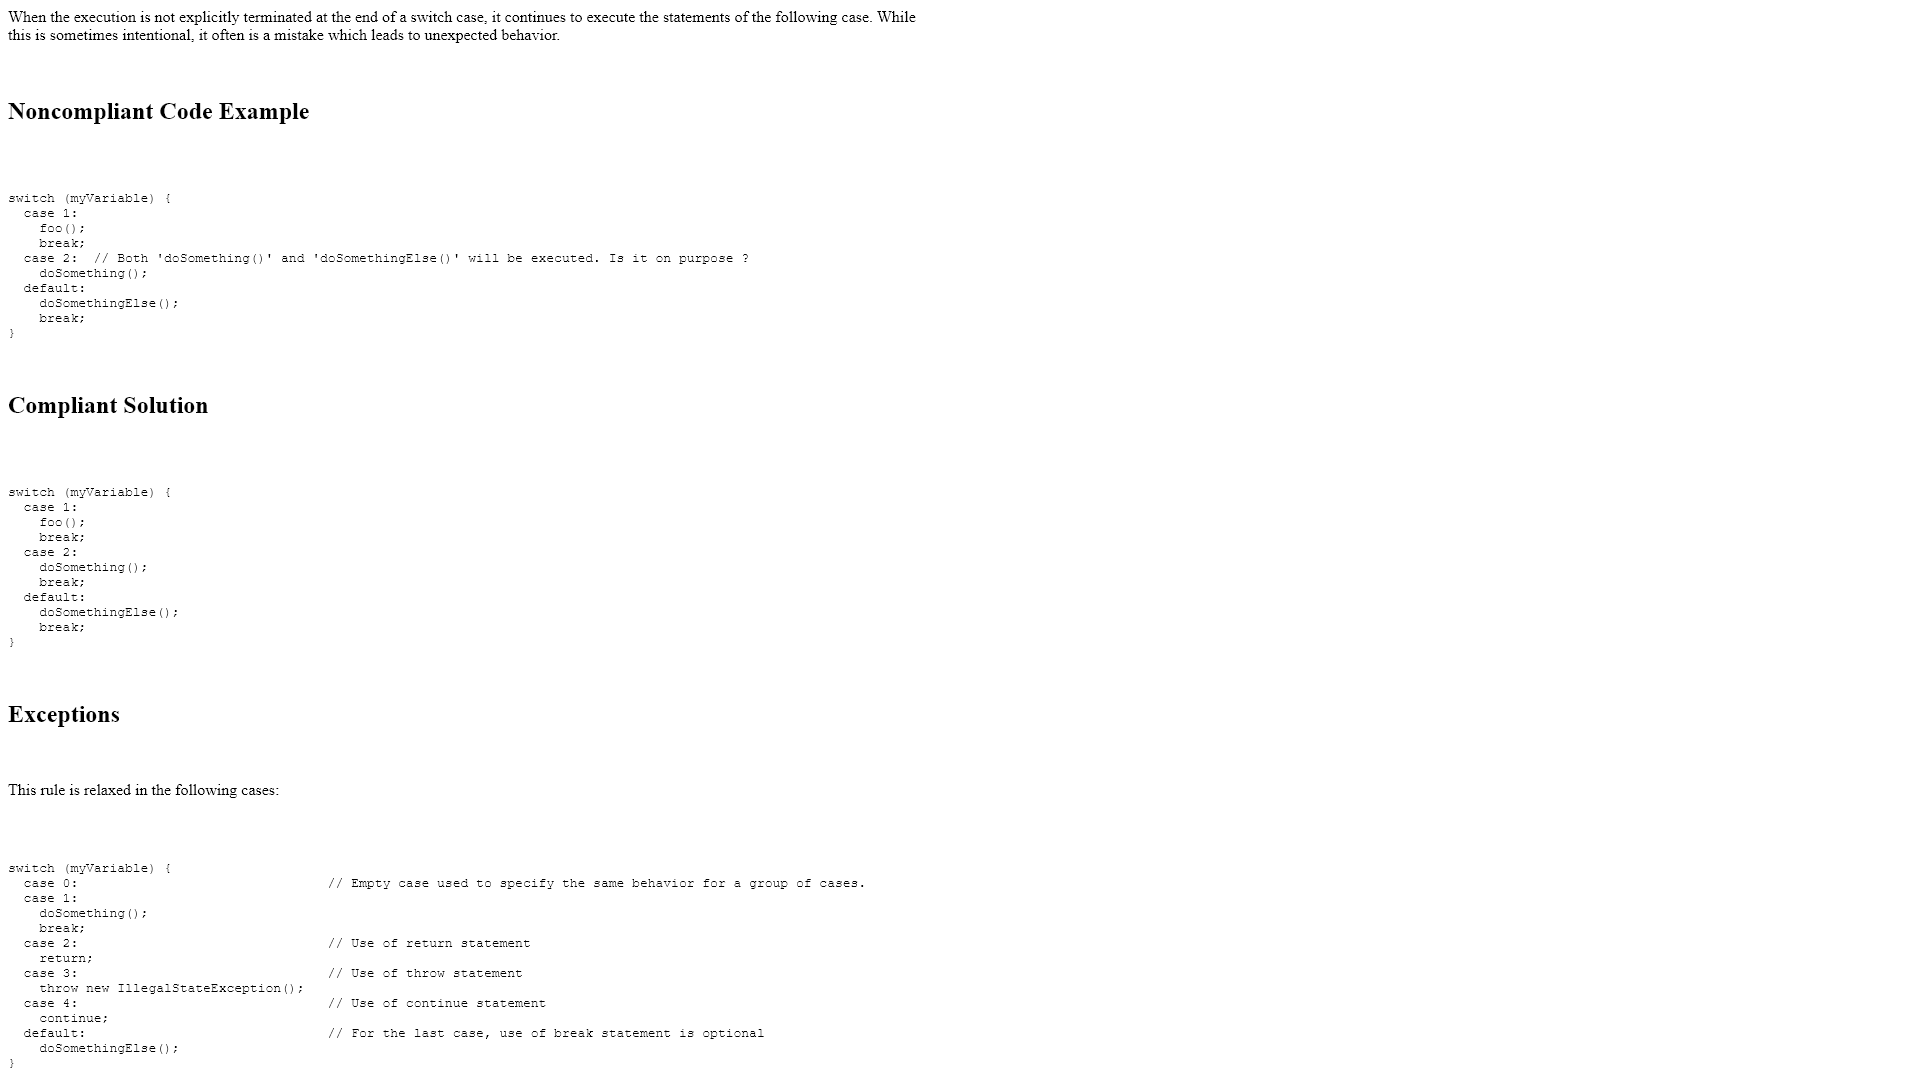 When the execution is not explicitly terminated at the end of a switch case, it continues to execute the statements of the following case. While
this is sometimes intentional, it often is a mistake which leads to unexpected behavior.
Noncompliant Code Example
switch (myVariable) {
  case 1:
    foo();
    break;
  case 2:  // Both 'doSomething()' and 'doSomethingElse()' will be executed. Is it on purpose ?
    doSomething();
  default:
    doSomethingElse();
    break;
}
Compliant Solution
switch (myVariable) {
  case 1:
    foo();
    break;
  case 2:
    doSomething();
    break;
  default:
    doSomethingElse();
    break;
}
Exceptions
This rule is relaxed in the following cases:
switch (myVariable) {
  case 0:                                // Empty case used to specify the same behavior for a group of cases.
  case 1:
    doSomething();
    break;
  case 2:                                // Use of return statement
    return;
  case 3:                                // Use of throw statement
    throw new IllegalStateException();
  case 4:                                // Use of continue statement
    continue;
  default:                               // For the last case, use of break statement is optional
    doSomethingElse();
}